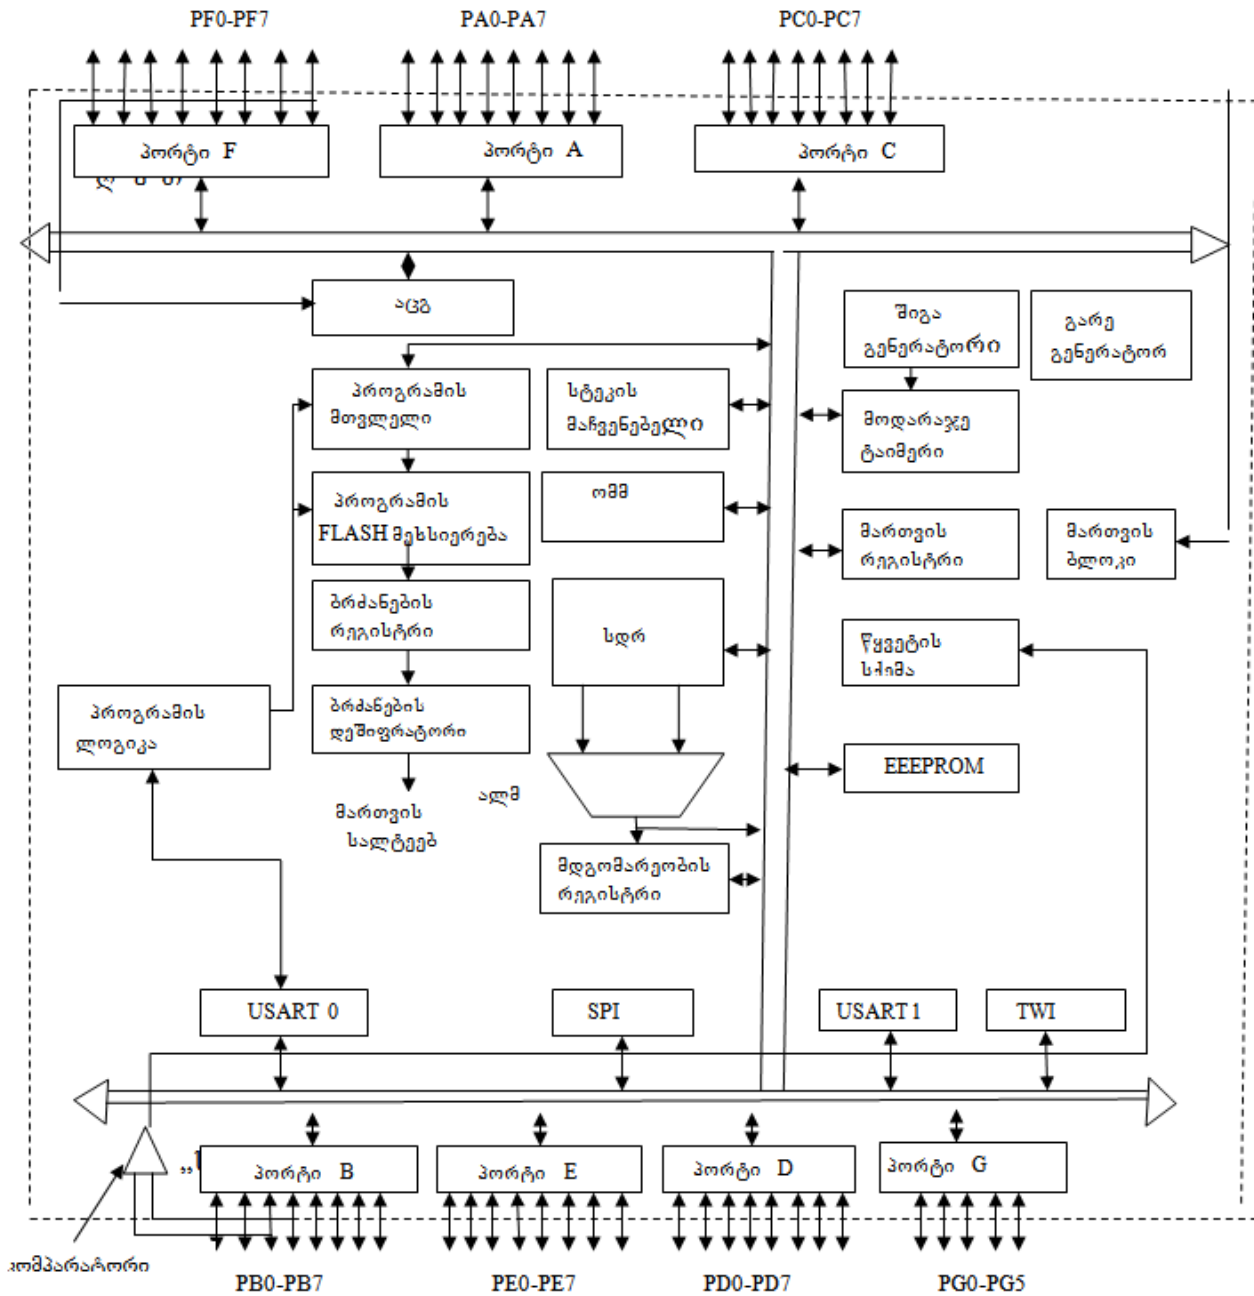 PF0-PF7
PA0-PA7
PC0-PC7
პორტი F
პორტი A
პორტი C
აცგ
შიგა
გენერატორი
გარე
გენერატორ
პროგრამის
მთვლელი
სტეკის
მაჩვენებელი
მოდარაჯე
ტაიმერი
პროგრამის
FLASH მეხსიერება
ომმ
მართვის
რეგისტრი
მართვის
ბლოკი
ბრძანების
რეგისტრი
სდრ
წყვეტის
სქემა
პროგრამის
ლოგიკა
ბრძანების
დეშიფრატორი
EEEPROM
მართვის
სალტეებ
ალმ
მდგომარეობის
რეგისტრი
USART 0
SPI
USART 1
TWI
პორტი B
პორტი E
პორტი D
პორტი G
კომპარატორი
PB0-PB7
PE0-PE7
PD0-PD7
PG0-PG5